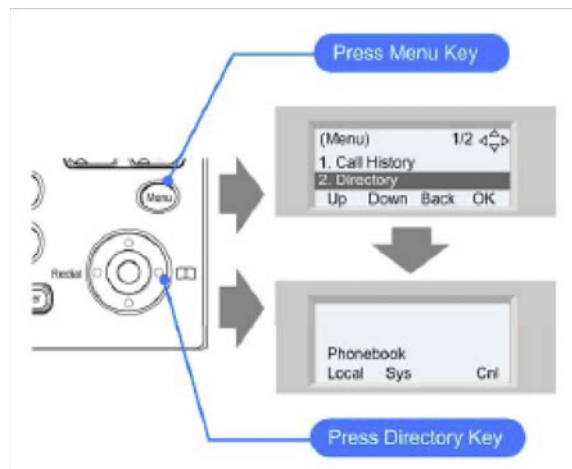 Press Menu Key
(Menu) 1/2
1. Call History
2. Directory
Up Down Back OK
Menu
Redial
Phonebook
Local Sys Cnl
Press Directory Key